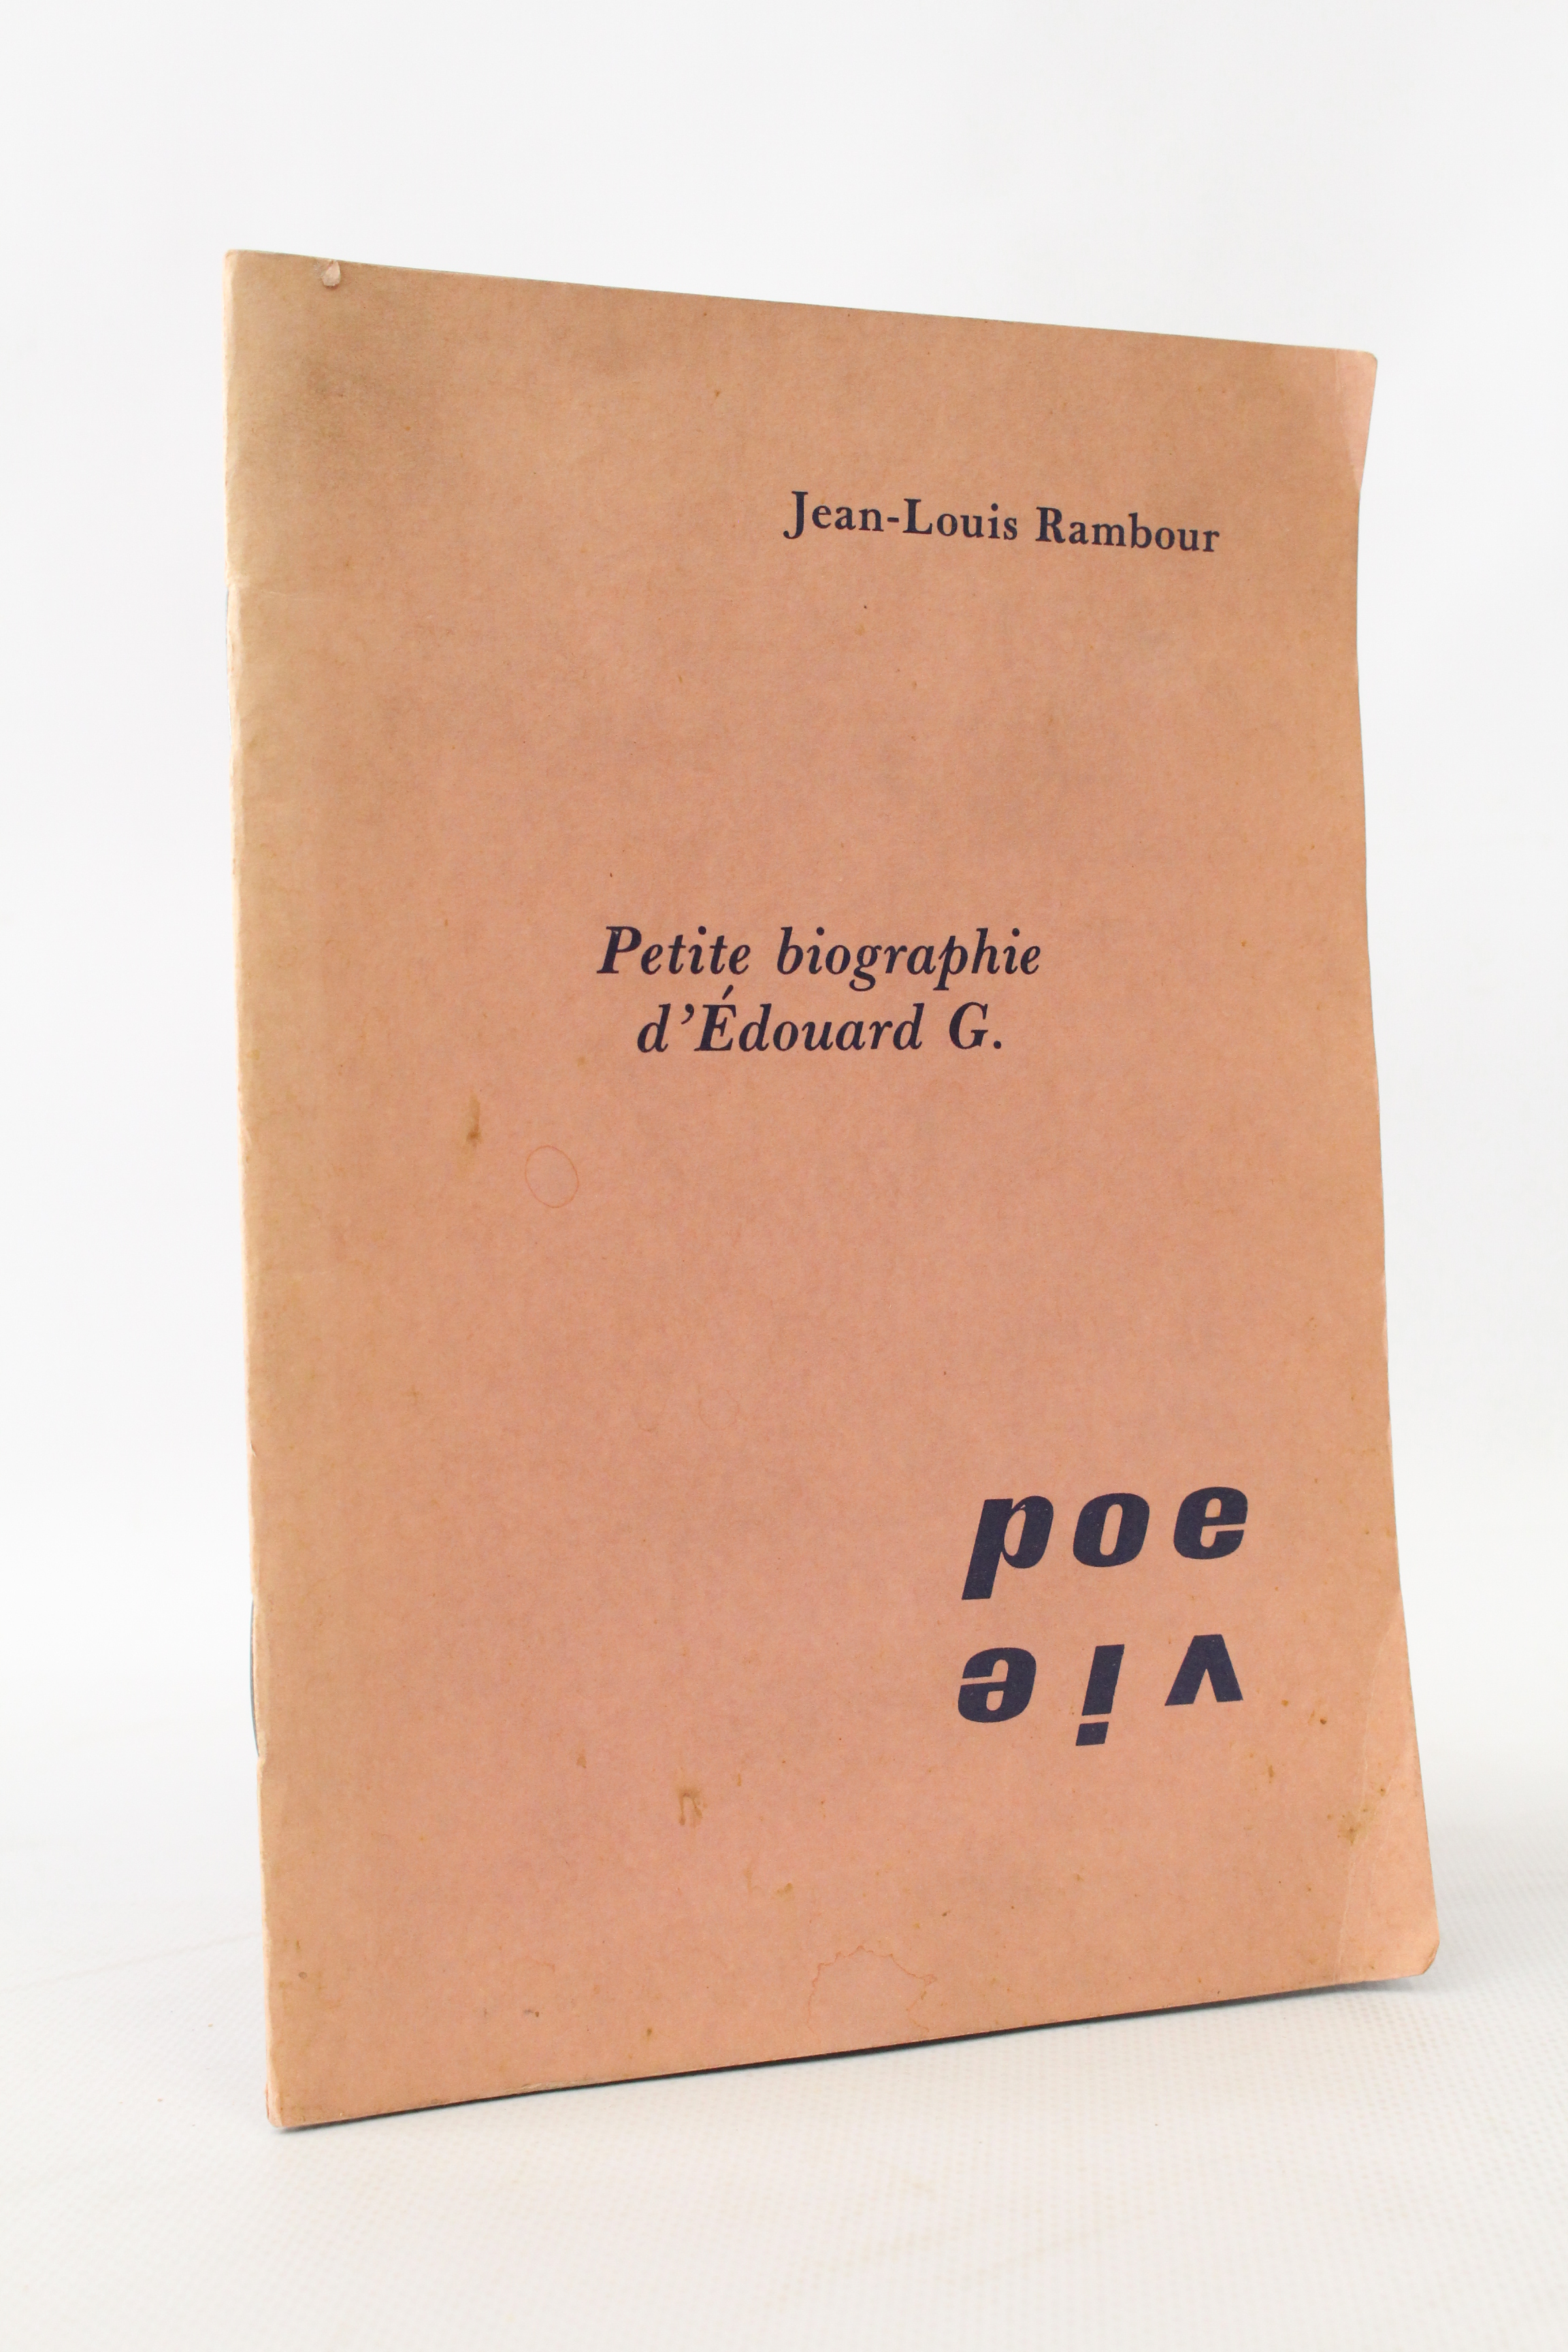 Jean-Louis Rambour
Petite biographie
d'Édouard G.
poe
vie